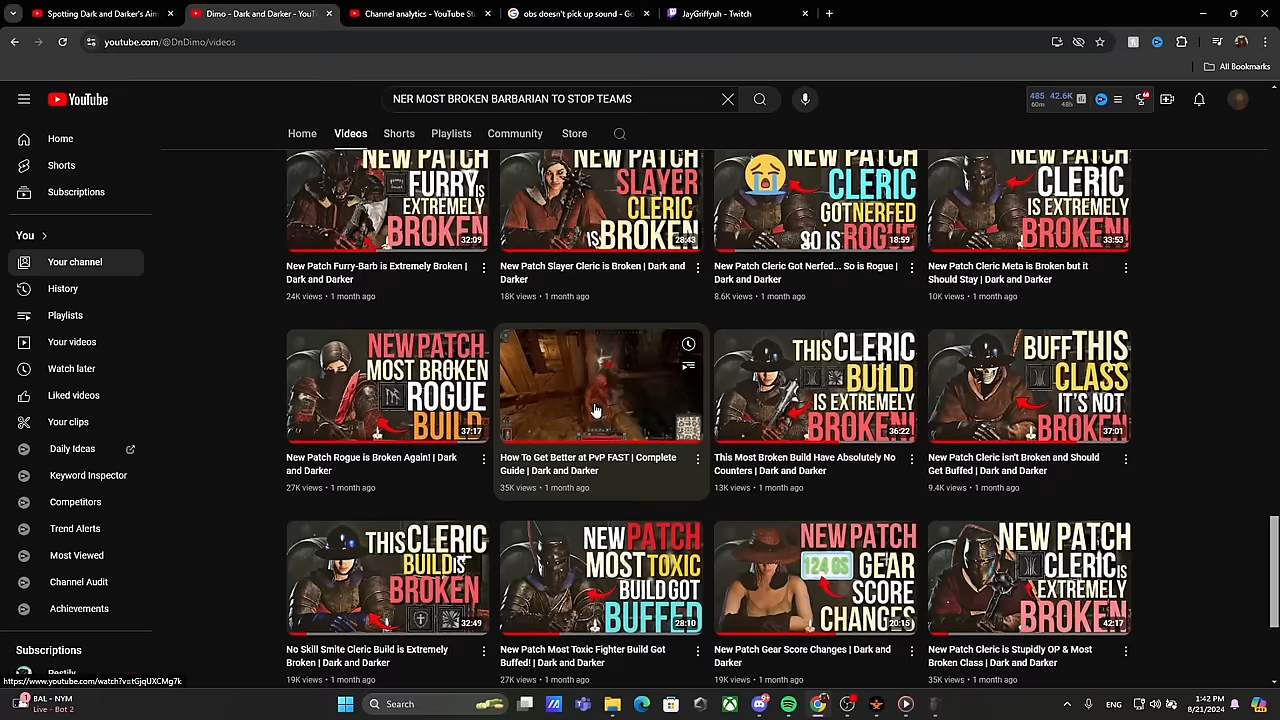 Spotting Dark and Darker's Aim
Dimo - Dark and Darker - YouT
Channel analytics - YouTube St
obs doesn't pick up sound - Go
JayGriffyuh - Twitch
youtube.com/@DnDimo/videos
All Bookmarks
YouTube
NER MOST BROKEN BARBARIAN TO STOP TEAMS
485 42.6K
60m 48h
Home
Videos
Shorts
Playlists
Community
Store
Home
Shorts
Subscriptions
You
Your channel
History
Playlists
Your videos
Watch later
Liked videos
Your clips
Daily Ideas
Keyword Inspector
Competitors
Trend Alerts
Most Viewed
Channel Audit
Achievements
Subscriptions
https://www.youtube.com/watch?v=tGjqUXCMg7k
NEW PATCH
FURRY IS
EXTREMELY
BROKEN
32:09
New Patch Furry-Barb is Extremely Broken |
Dark and Darker
24K views • 1 month ago
NEW PATCH
SLAYER
CLERIC
IS BROKEN
28:43
New Patch Slayer Cleric is Broken | Dark and
Darker
18K views • 1 month ago
NEW PATCH
CLERIC
GOT NERFED
SO IS ROGUE
18:59
New Patch Cleric Got Nerfed... So is Rogue |
Dark and Darker
8.6K views • 1 month ago
NEW PATCH
CLERIC
IS EXTREMELY
BROKEN!
33:53
New Patch Cleric Meta is Broken but it
Should Stay | Dark and Darker
10K views • 1 month ago
NEW PATCH
MOST BROKEN
ROGUE
BUILD
37:17
New Patch Rogue is Broken Again! | Dark
and Darker
27K views • 1 month ago
How To Get Better at PvP FAST | Complete
Guide | Dark and Darker
35K views • 1 month ago
THIS CLERIC
BUILD
IS EXTREMELY
BROKEN!
36:22
This Most Broken Build Have Absolutely No
Counters | Dark and Darker
13K views • 1 month ago
BUFF THIS
CLASS
IT'S NOT
BROKEN
37:01
New Patch Cleric isn't Broken and Should
Get Buffed | Dark and Darker
9.4K views • 1 month ago
THIS CLERIC
BUILD IS
BROKEN
32:49
No Skill Smite Cleric Build is Extremely
Broken | Dark and Darker
19K views • 1 month ago
NEW PATCH
MOST TOXIC
BUILD GOT
BUFFED
28:10
New Patch Most Toxic Fighter Build Got
Buffed! | Dark and Darker
27K views • 1 month ago
NEW PATCH
124 GS
GEAR
SCORE
CHANGES
20:15
New Patch Gear Score Changes | Dark and
Darker
17K views • 1 month ago
NEW PATCH
CLERIC IS
EXTREMELY
BROKEN
42:17
New Patch Cleric is Stupidly OP & Most
Broken Class | Dark and Darker
35K views • 1 month ago
BAL - NYM
Live - Bot 2
Search
ENG
1:42 PM
8/21/2024